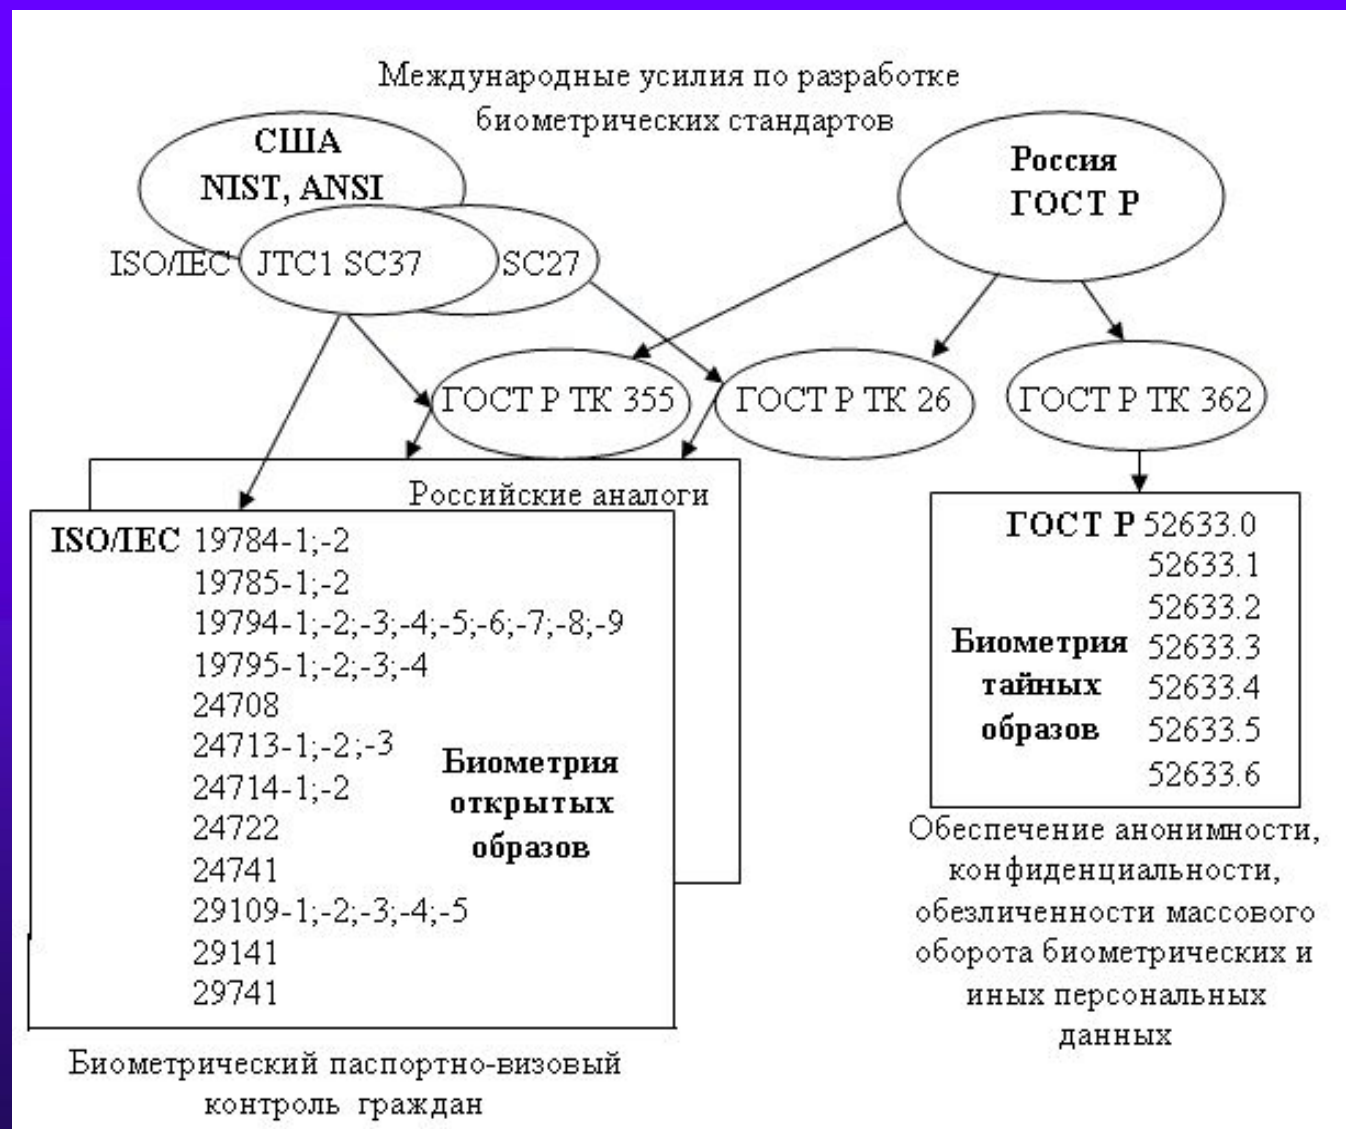 Международные усилия по разработке
биометрических стандартов
США
NIST, ANSI
ISO/IEC JTC1 SC37 SC27
Россия
ГОСТ Р
ГОСТ Р ТК 355
ГОСТ Р ТК 26
ГОСТ Р ТК 362
Российские аналоги
ISO/IEC 19784-1;-2
19785-1;-2
19794-1;-2;-3;-4;-5;-6;-7;-8;-9
19795-1;-2;-3;-4
24708
24713-1;-2;-3
24714-1;-2
24722
24741
29109-1;-2;-3;-4;-5
29141
29741
Биометрия
открытых
образов
Биометрический паспортно-визовый
контроль граждан
ГОСТ Р 52633.0
52633.1
52633.2
52633.3
52633.4
52633.5
52633.6
Биометрия
тайных
образов
Обеспечение анонимности,
конфиденциальности,
обезличенности массового
оборота биометрических и
иных персональных
данных